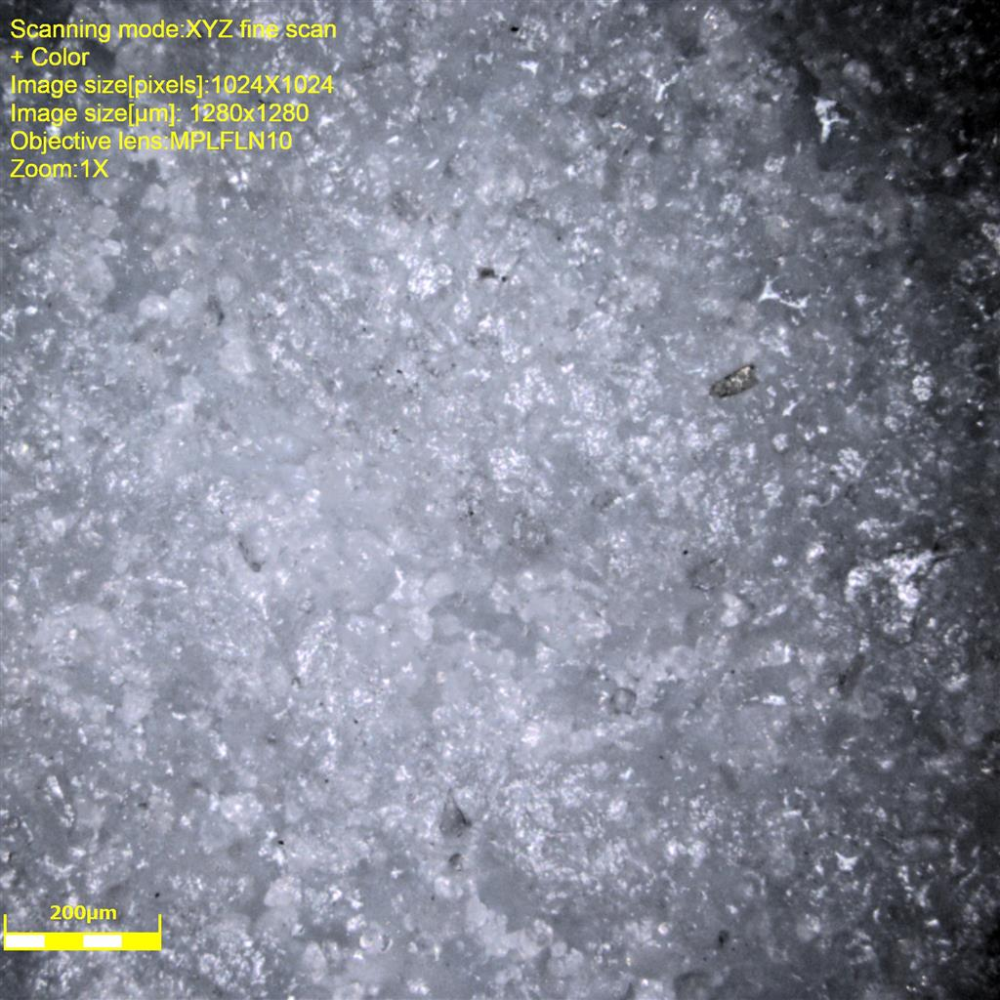 Scanning mode:XYZ fine scan
+ Color
Image size[pixels]:1024X1024
Image size[µm]: 1280x1280
Objective lens:MPLFLN10
Zoom:1X
200µm